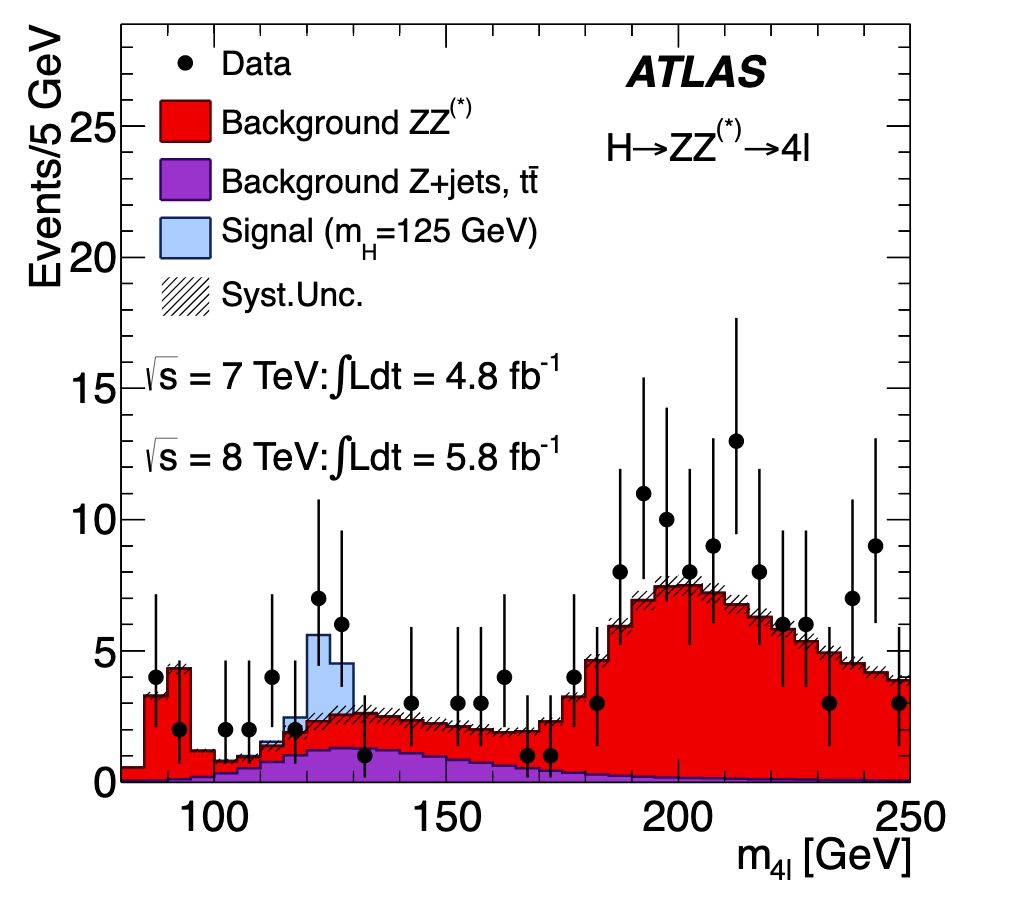 Events/5 GeV
25
20
15
10
5
0
Data
Background ZZ(*)
Background Z+jets, tt̄
Signal (mH=125 GeV)
Syst.Unc.
√s = 7 TeV:∫Ldt = 4.8 fb-1
√s = 8 TeV:∫Ldt = 5.8 fb-1
ATLAS
H→ZZ(*)→4l
100 150 200 250
m4l [GeV]